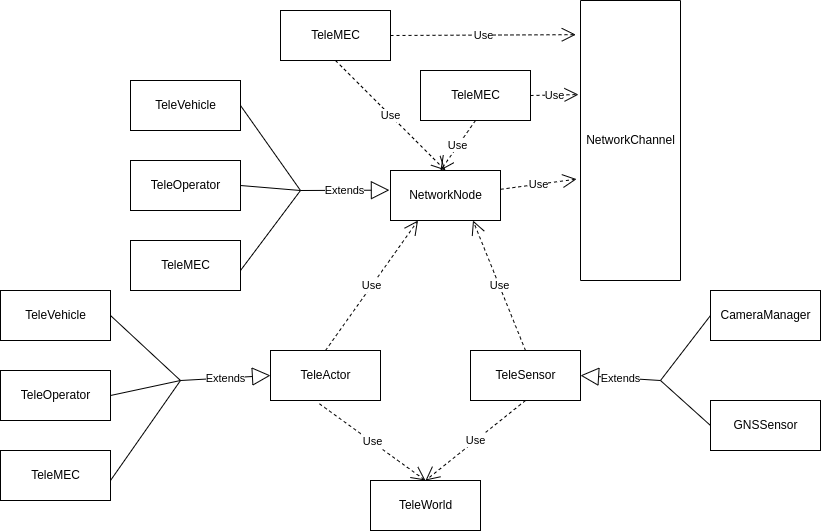 TeleMEC
Use
TeleMEC
Use
NetworkChannel
TeleVehicle
Use
Use
TeleOperator
Extends
NetworkNode
Use
TeleMEC
Use
Use
TeleVehicle
CameraManager
TeleOperator
Extends
TeleActor
TeleSensor
Extends
GNSSensor
TeleMEC
Use
Use
TeleWorld